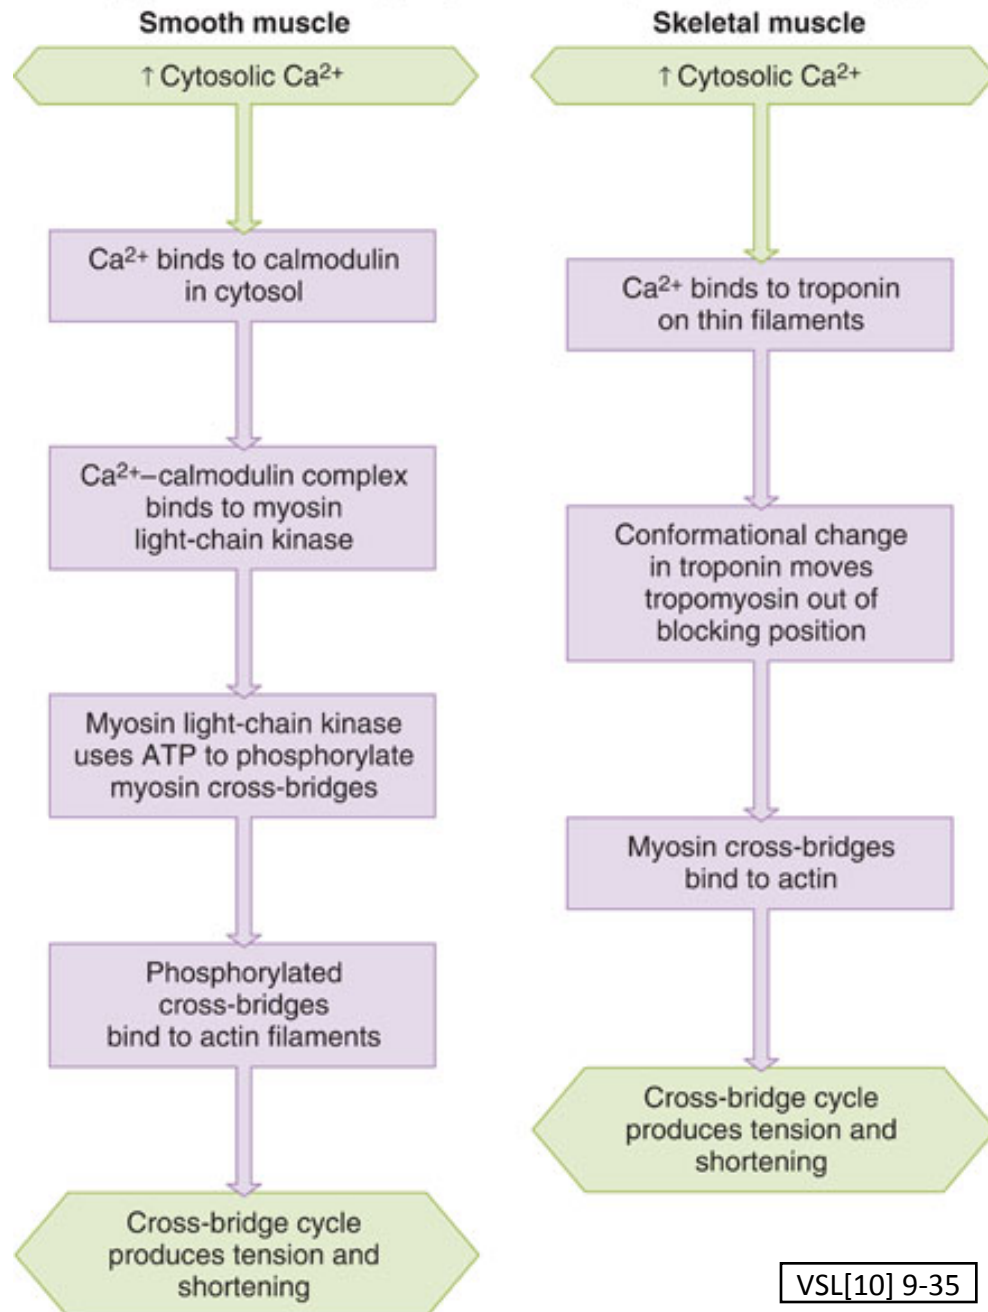 Smooth muscle
↑ Cytosolic Ca²⁺
Ca²⁺ binds to calmodulin
in cytosol
Ca²⁺–calmodulin complex
binds to myosin
light-chain kinase
Myosin light-chain kinase
uses ATP to phosphorylate
myosin cross-bridges
Phosphorylated
cross-bridges
bind to actin filaments
Cross-bridge cycle
produces tension and
shortening
Skeletal muscle
↑ Cytosolic Ca²⁺
Ca²⁺ binds to troponin
on thin filaments
Conformational change
in troponin moves
tropomyosin out of
blocking position
Myosin cross-bridges
bind to actin
Cross-bridge cycle
produces tension and
shortening
VSL[10] 9-35